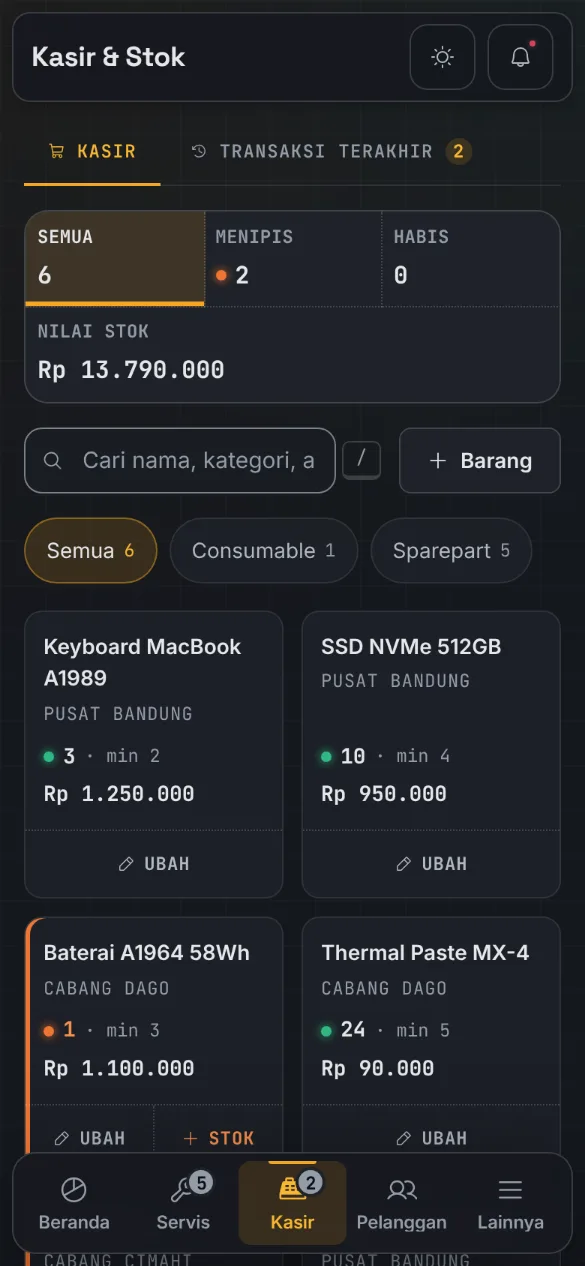 Kasir & Stok
KASIR
TRANSAKSI TERAKHIR 2
SEMUA
6
MENIPIS
2
HABIS
0
NILAI STOK
Rp 13.790.000
Cari nama, kategori, a
/
+ Barang
Semua 6
Consumable 1
Sparepart 5
Keyboard MacBook
A1989
PUSAT BANDUNG
3 · min 2
Rp 1.250.000
UBAH
SSD NVMe 512GB
PUSAT BANDUNG
10 · min 4
Rp 950.000
UBAH
Baterai A1964 58Wh
CABANG DAGO
1 · min 3
Rp 1.100.000
UBAH
+ STOK
Thermal Paste MX-4
CABANG DAGO
24 · min 5
Rp 90.000
UBAH
5
2
Beranda
Servis
Kasir
Pelanggan
Lainnya
CABANG CIMAHI
PUSAT BANDUNG